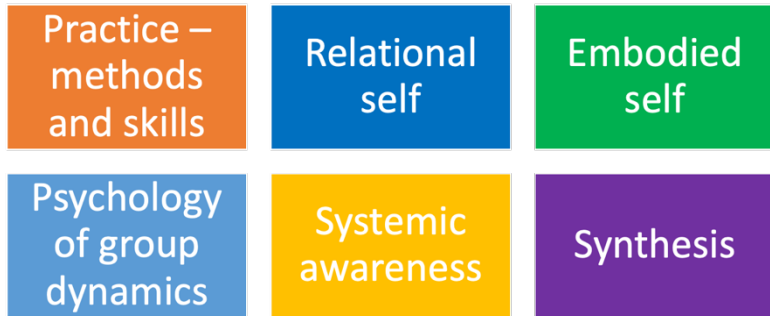 Practice –
methods
and skills
Relational
self
Embodied
self
Psychology
of group
dynamics
Systemic
awareness
Synthesis